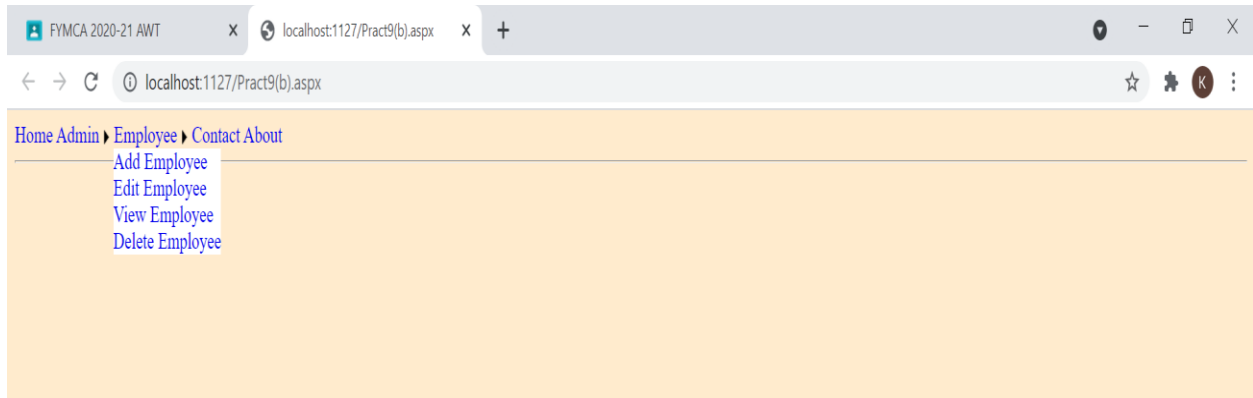 FYMCA 2020-21 AWT localhost:1127/Pract9(b).aspx
localhost:1127/Pract9(b).aspx K
Home Admin Employee Contact About
Add Employee
Edit Employee
View Employee
Delete Employee